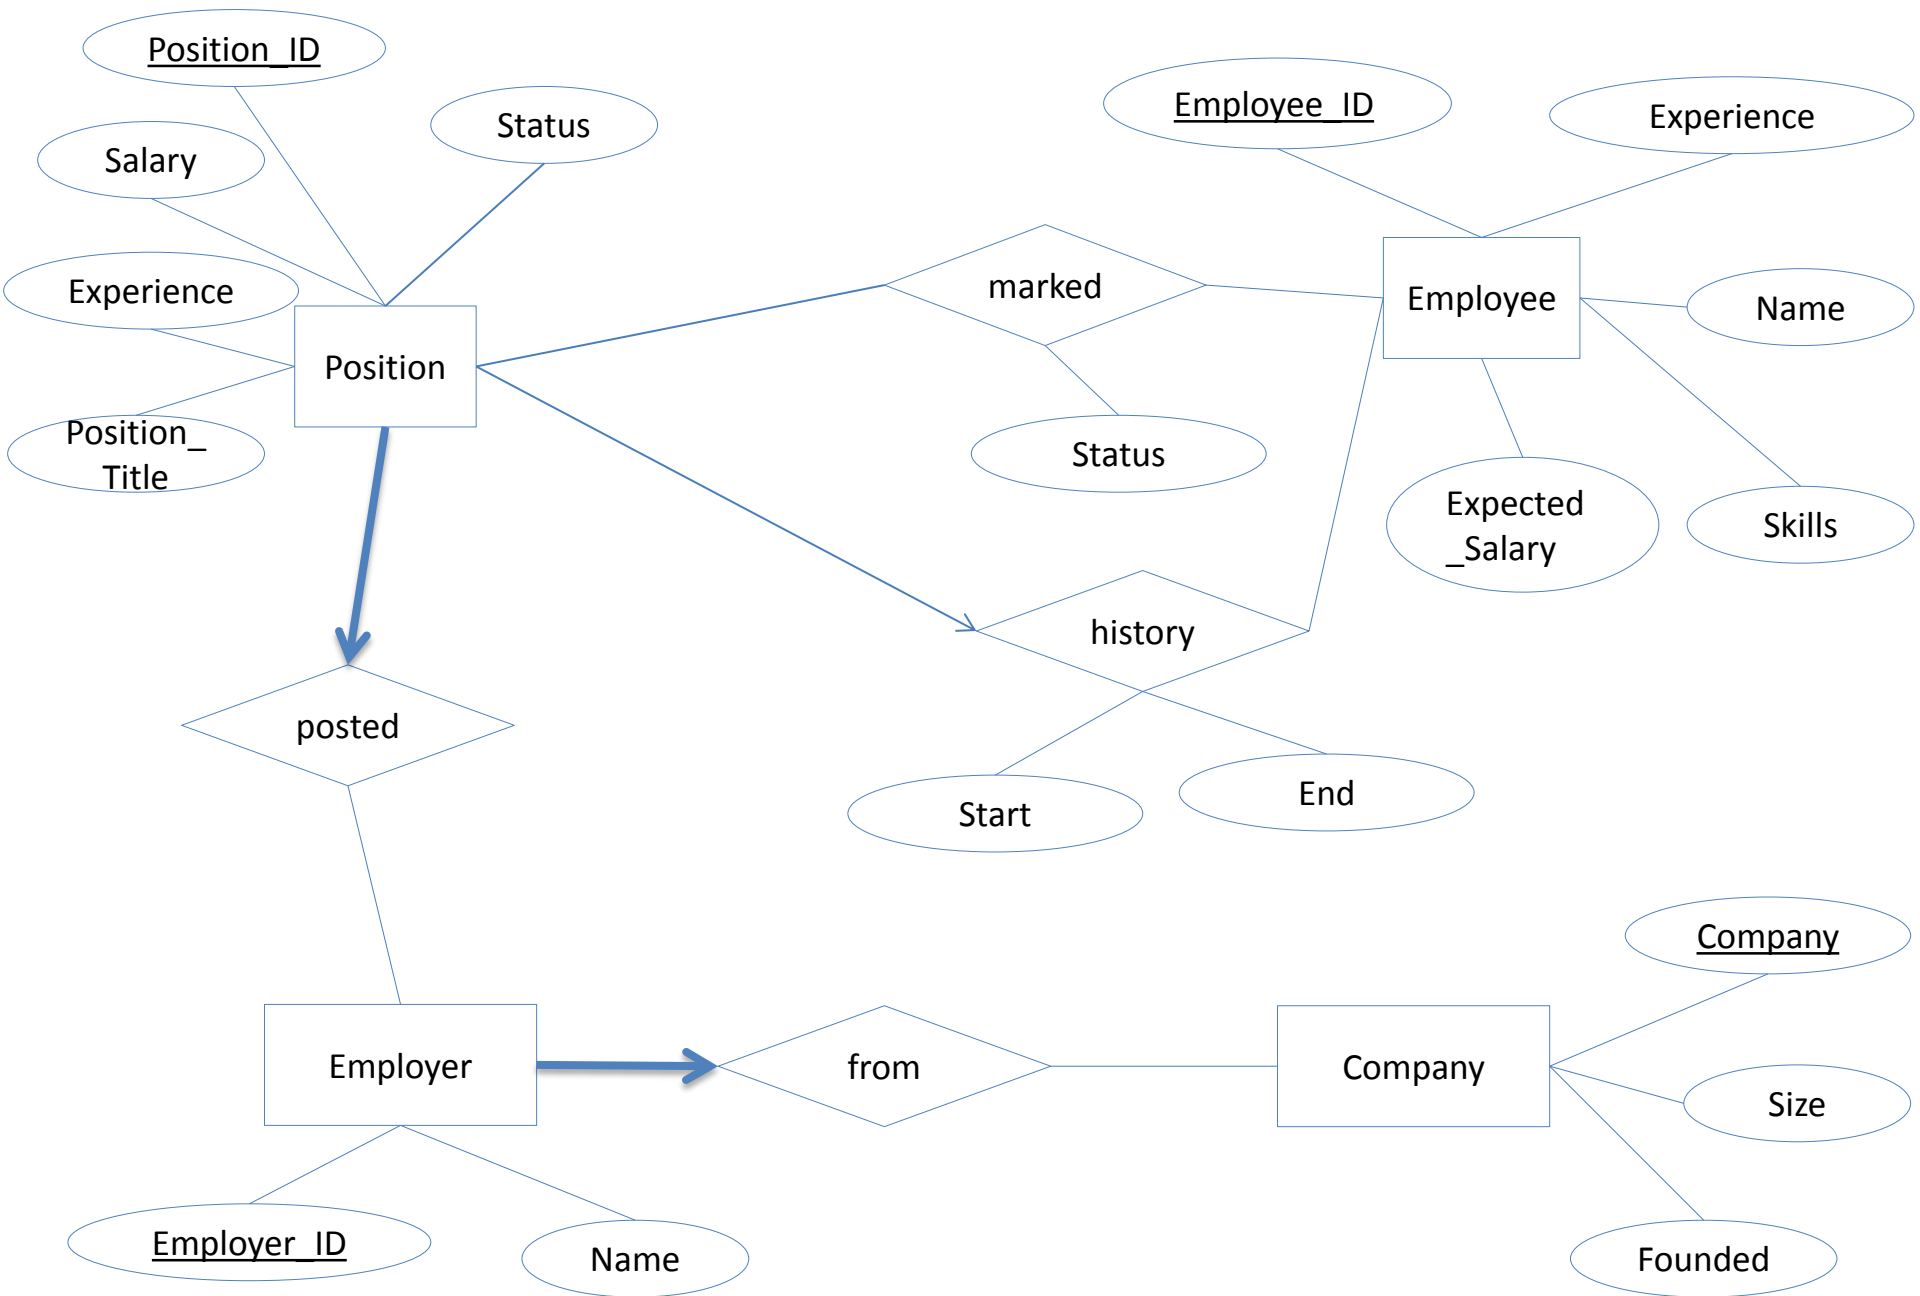 Position_ID
Status
Employee_ID
Experience
Salary
marked
Experience
Employee
Name
Position
Position_
Title
Status
Expected
_Salary
Skills
history
posted
Start
End
Company
Employer
from
Company
Size
Employer_ID
Name
Founded